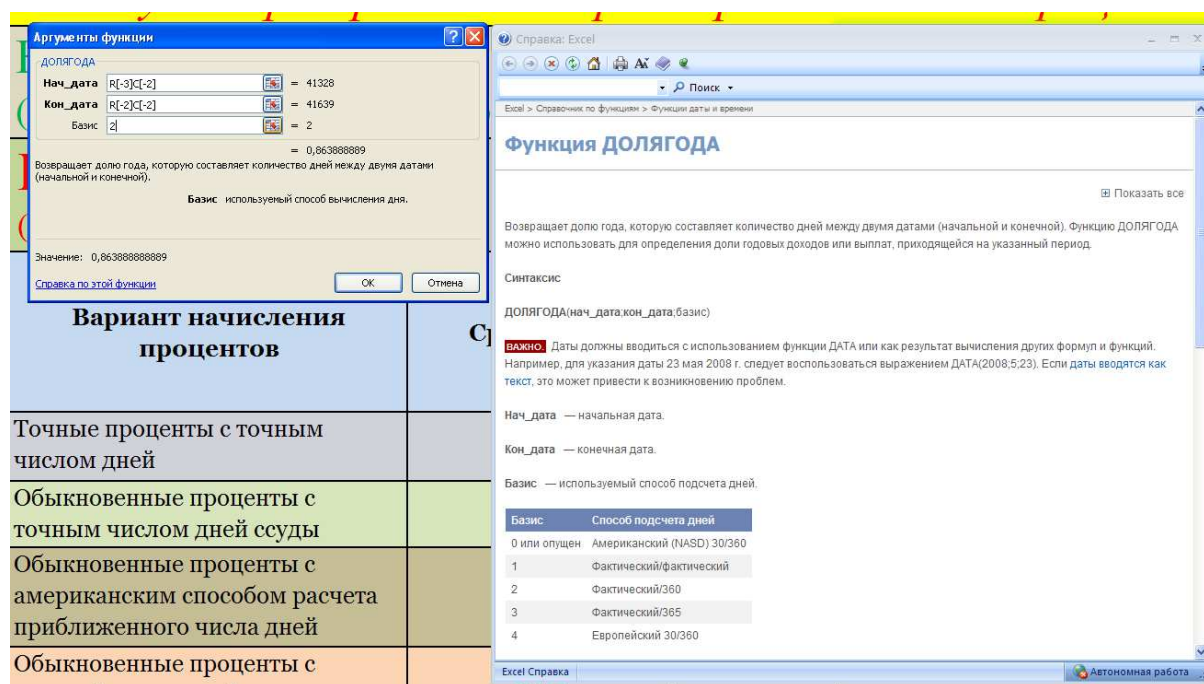 Аргументы функции
ДОЛЯГОДА
Нач_дата R[-3]C[-2] = 41328
Кон_дата R[-2]C[-2] = 41639
Базис 2 = 2
= 0,863888889
Возвращает долю года, которую составляет количество дней между двумя датами
(начальной и конечной).
Базис используемый способ вычисления дня.
Значение: 0,863888888889
Справка по этой функции
ОК
Отмена
Вариант начисления
процентов
Точные проценты с точным
числом дней
Обыкновенные проценты с
точным числом дней ссуды
Обыкновенные проценты с
американским способом расчета
приближенного числа дней
Обыкновенные проценты с
Справка: Excel
Поиск
Excel > Справочник по функциям > Функции даты и времени
Функция ДОЛЯГОДА
Показать все
Возвращает долю года, которую составляет количество дней между двумя датами (начальной и конечной). Функцию ДОЛЯГОДА
можно использовать для определения доли годовых доходов или выплат, приходящейся на указанный период.
Синтаксис
ДОЛЯГОДА(нач_дата;кон_дата;базис)
ВАЖНО. Даты должны вводиться с использованием функции ДАТА или как результат вычисления других формул и функций.
Например, для указания даты 23 мая 2008 г. следует воспользоваться выражением ДАТА(2008;5;23). Если даты вводятся как
текст, это может привести к возникновению проблем.
Нач_дата — начальная дата.
Кон_дата — конечная дата.
Базис — используемый способ подсчета дней.
Базис Способ подсчета дней
0 или опущен Американский (NASD) 30/360
1 Фактический/фактический
2 Фактический/360
3 Фактический/365
4 Европейский 30/360
Excel Справка
Автономная работа